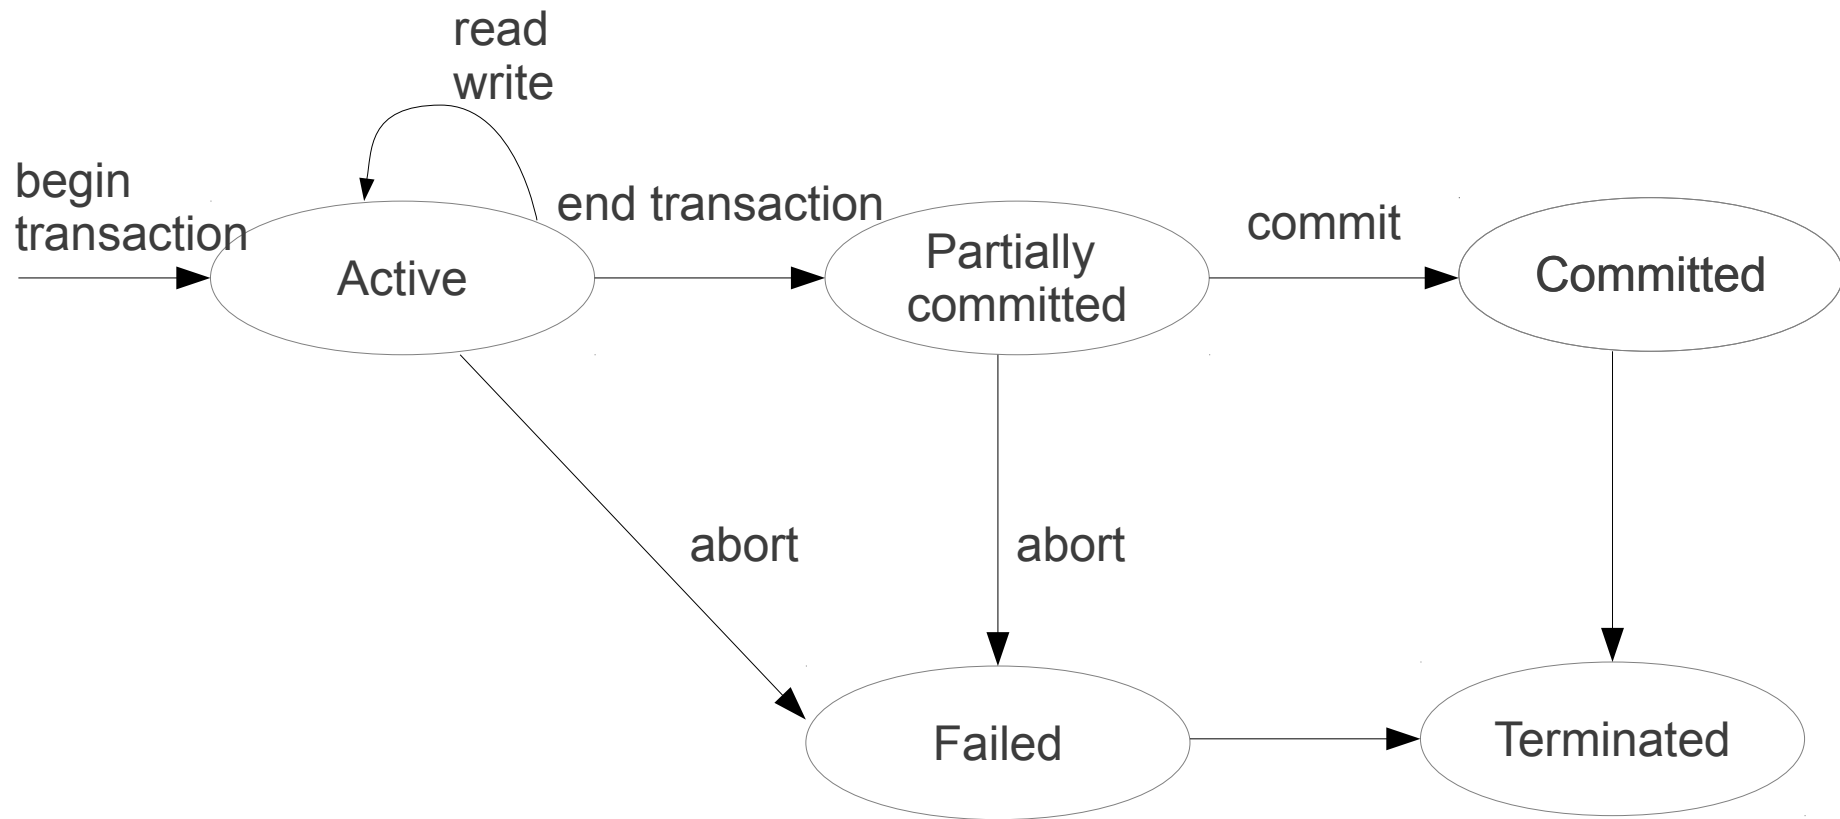 read
write
begin
transaction
end transaction
commit
Active
Partially
committed
Committed
abort
abort
Failed
Terminated